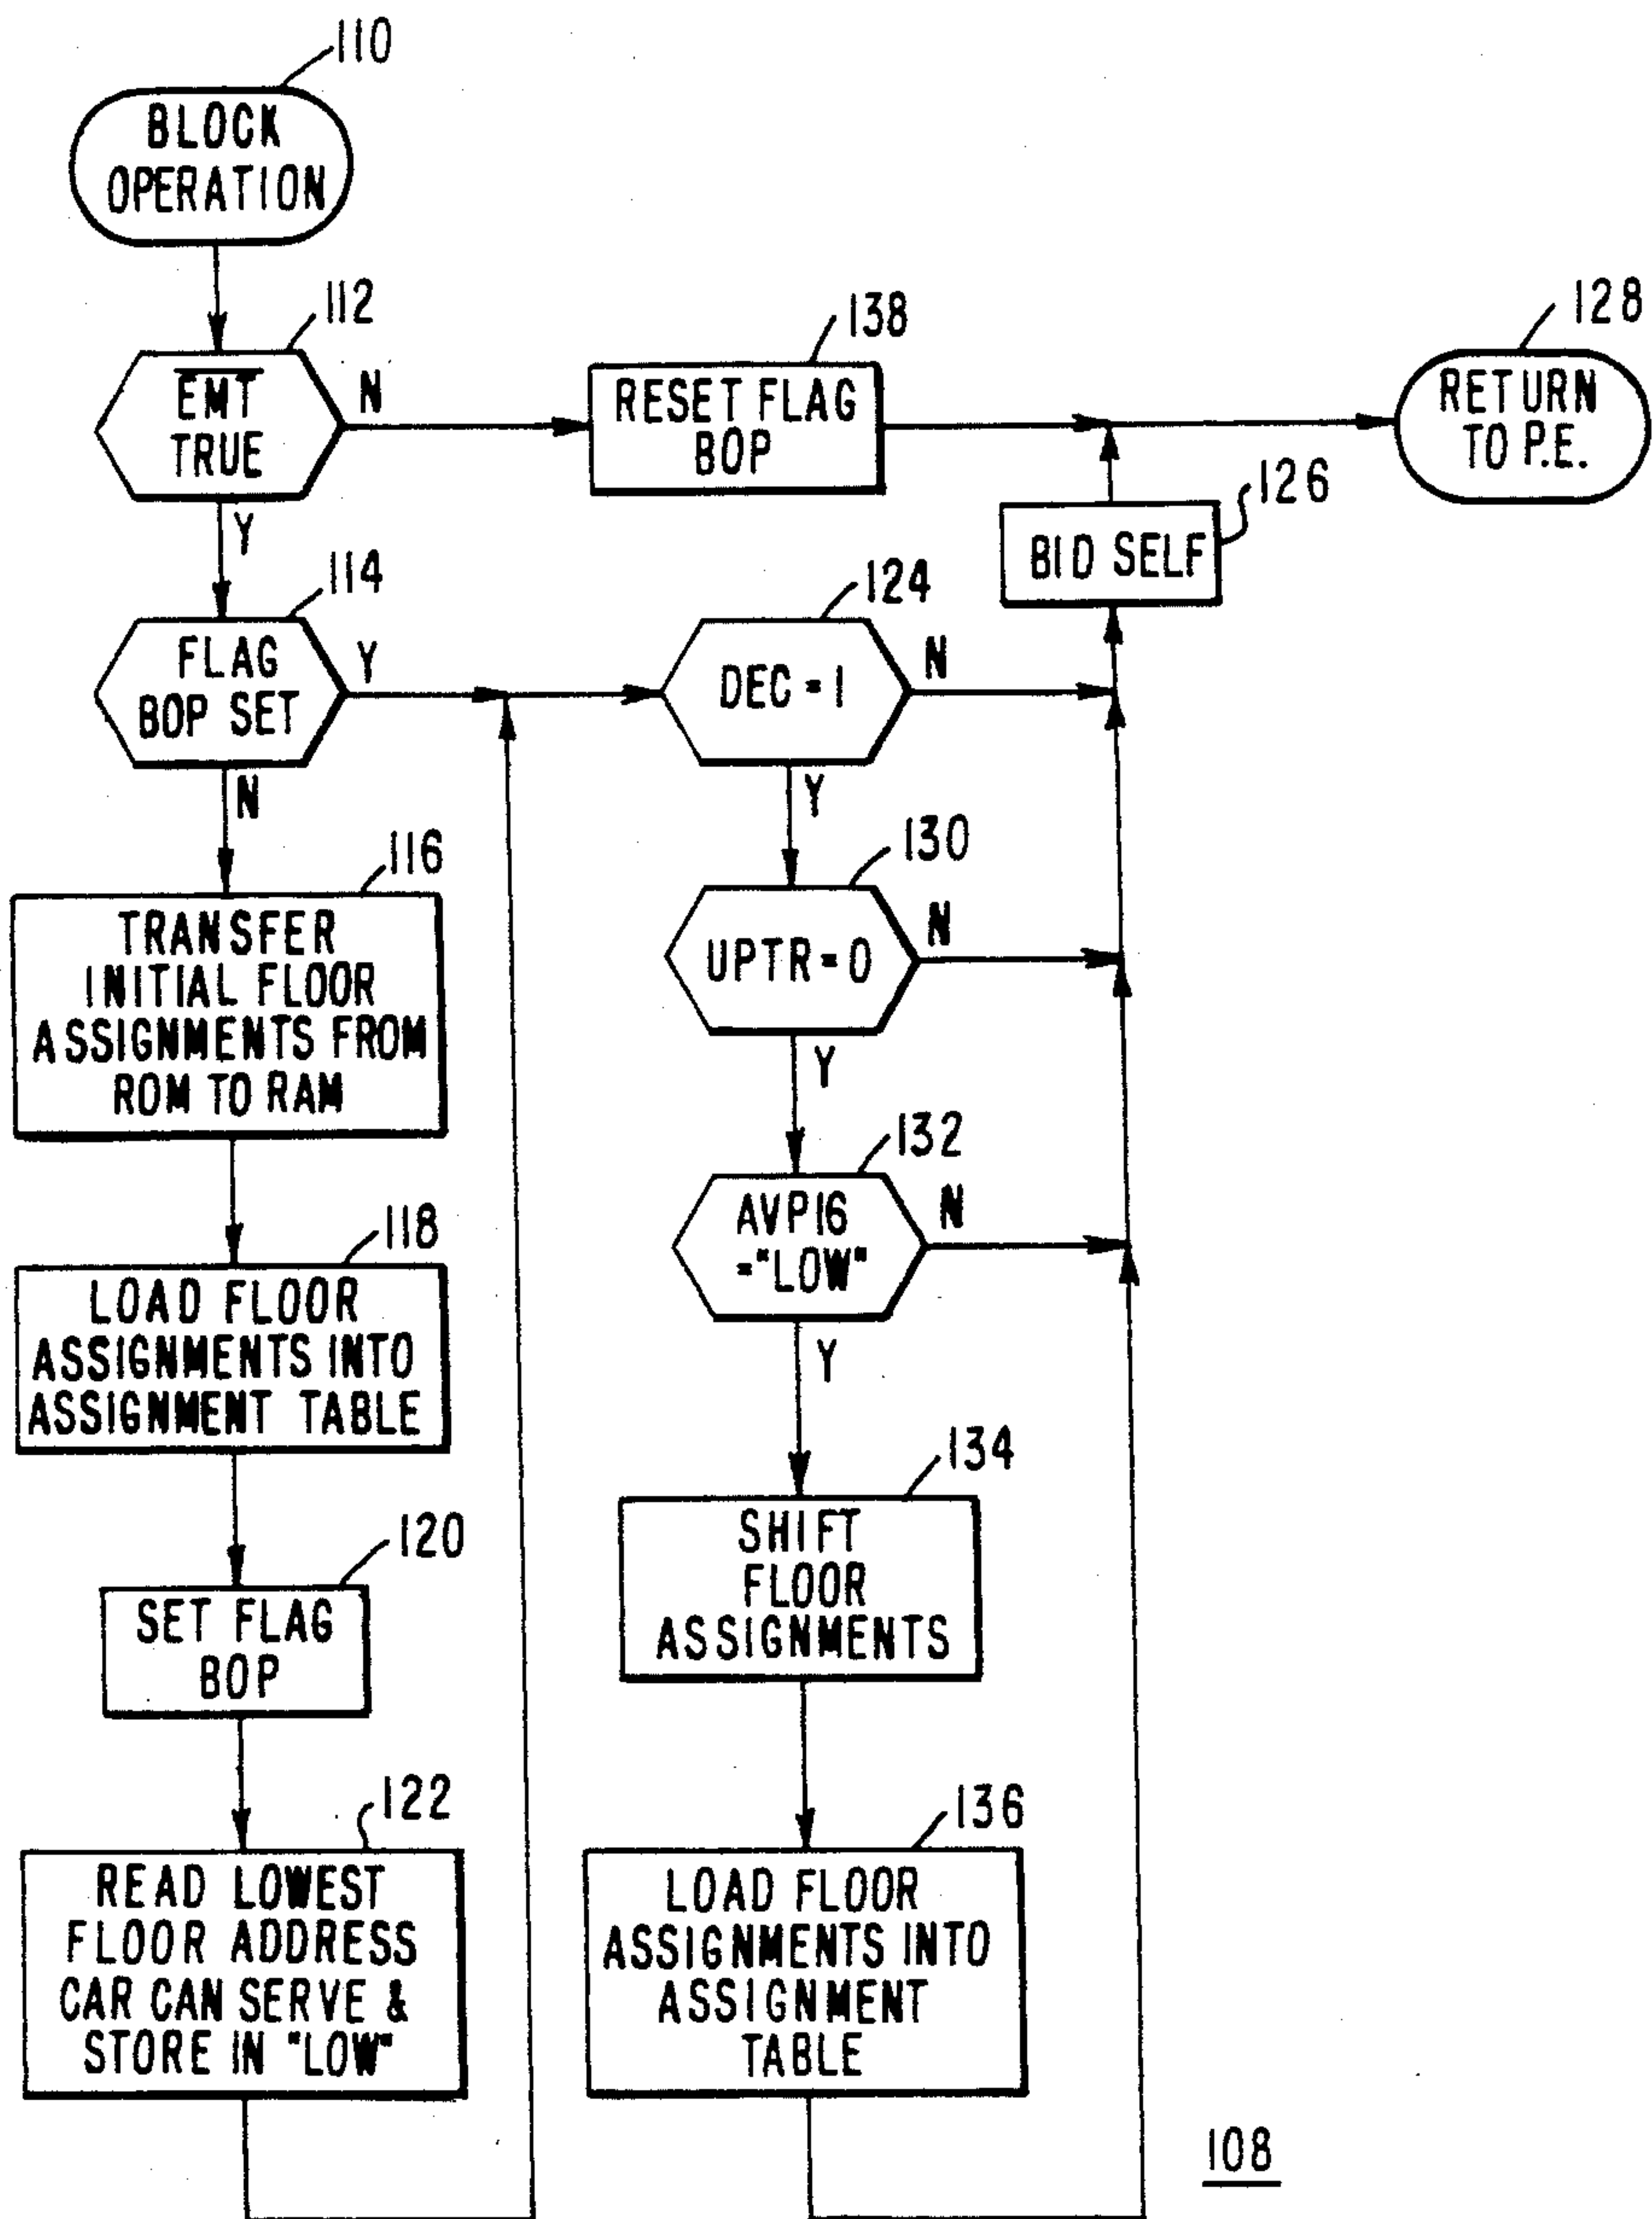 110
BLOCK
OPERATION
112
E̅M̅T̅
TRUE
N
Y
138
RESET FLAG
BOP
128
RETURN
TO P.E.
126
BID SELF
114
FLAG
BOP SET
Y
N
124
DEC = 1
N
Y
116
TRANSFER
INITIAL FLOOR
ASSIGNMENTS FROM
ROM TO RAM
130
UPTR = 0
N
Y
118
LOAD FLOOR
ASSIGNMENTS INTO
ASSIGNMENT TABLE
132
AVP16
="LOW"
N
Y
120
SET FLAG
BOP
134
SHIFT
FLOOR
ASSIGNMENTS
122
READ LOWEST
FLOOR ADDRESS
CAR CAN SERVE &
STORE IN "LOW"
136
LOAD FLOOR
ASSIGNMENTS INTO
ASSIGNMENT
TABLE
108